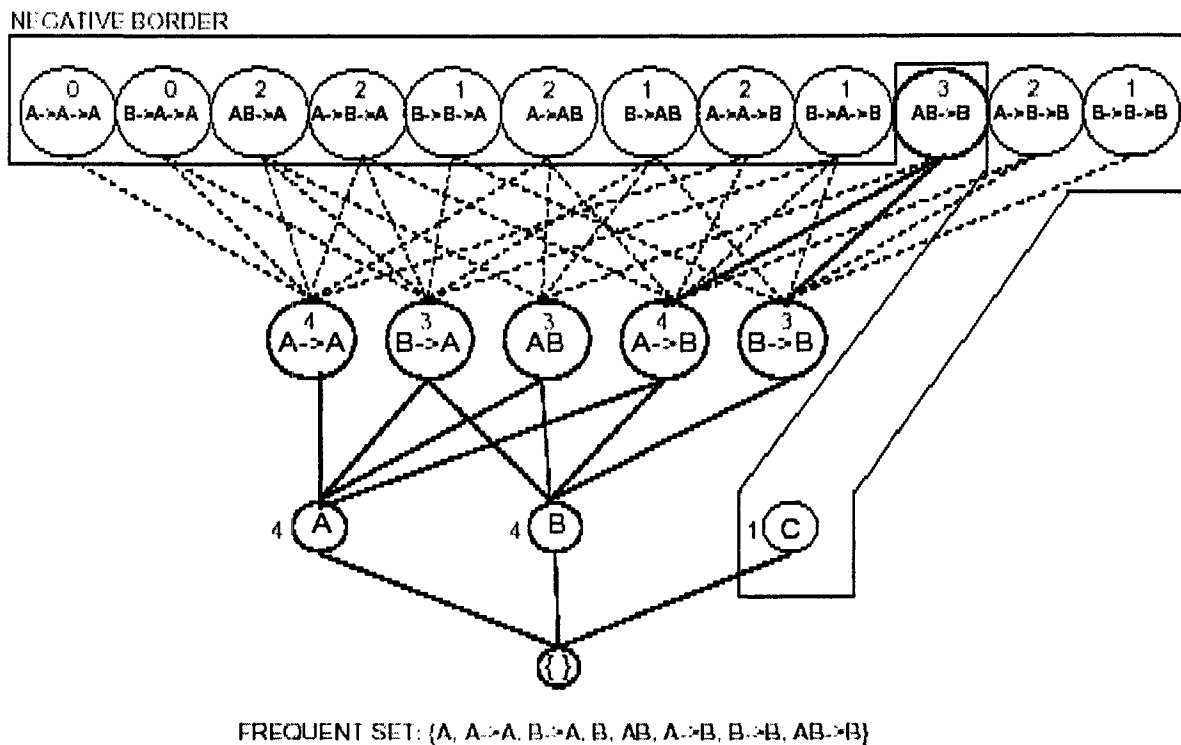 NEGATIVE BORDER
0 0 2 2 1 2 1 2 1 3 2 1
A->A->A B->A->A AB->A A->B->A B->B->A A->AB B->AB A->A->B B->A->B AB->B A->B->B B->B->B
4 3 3 4 3
A->A B->A AB A->B B->B
4 A 4 B 1 C
{ }
FREQUENT SET: {A, A->A, B->A, B, AB, A->B, B->B, AB->B}